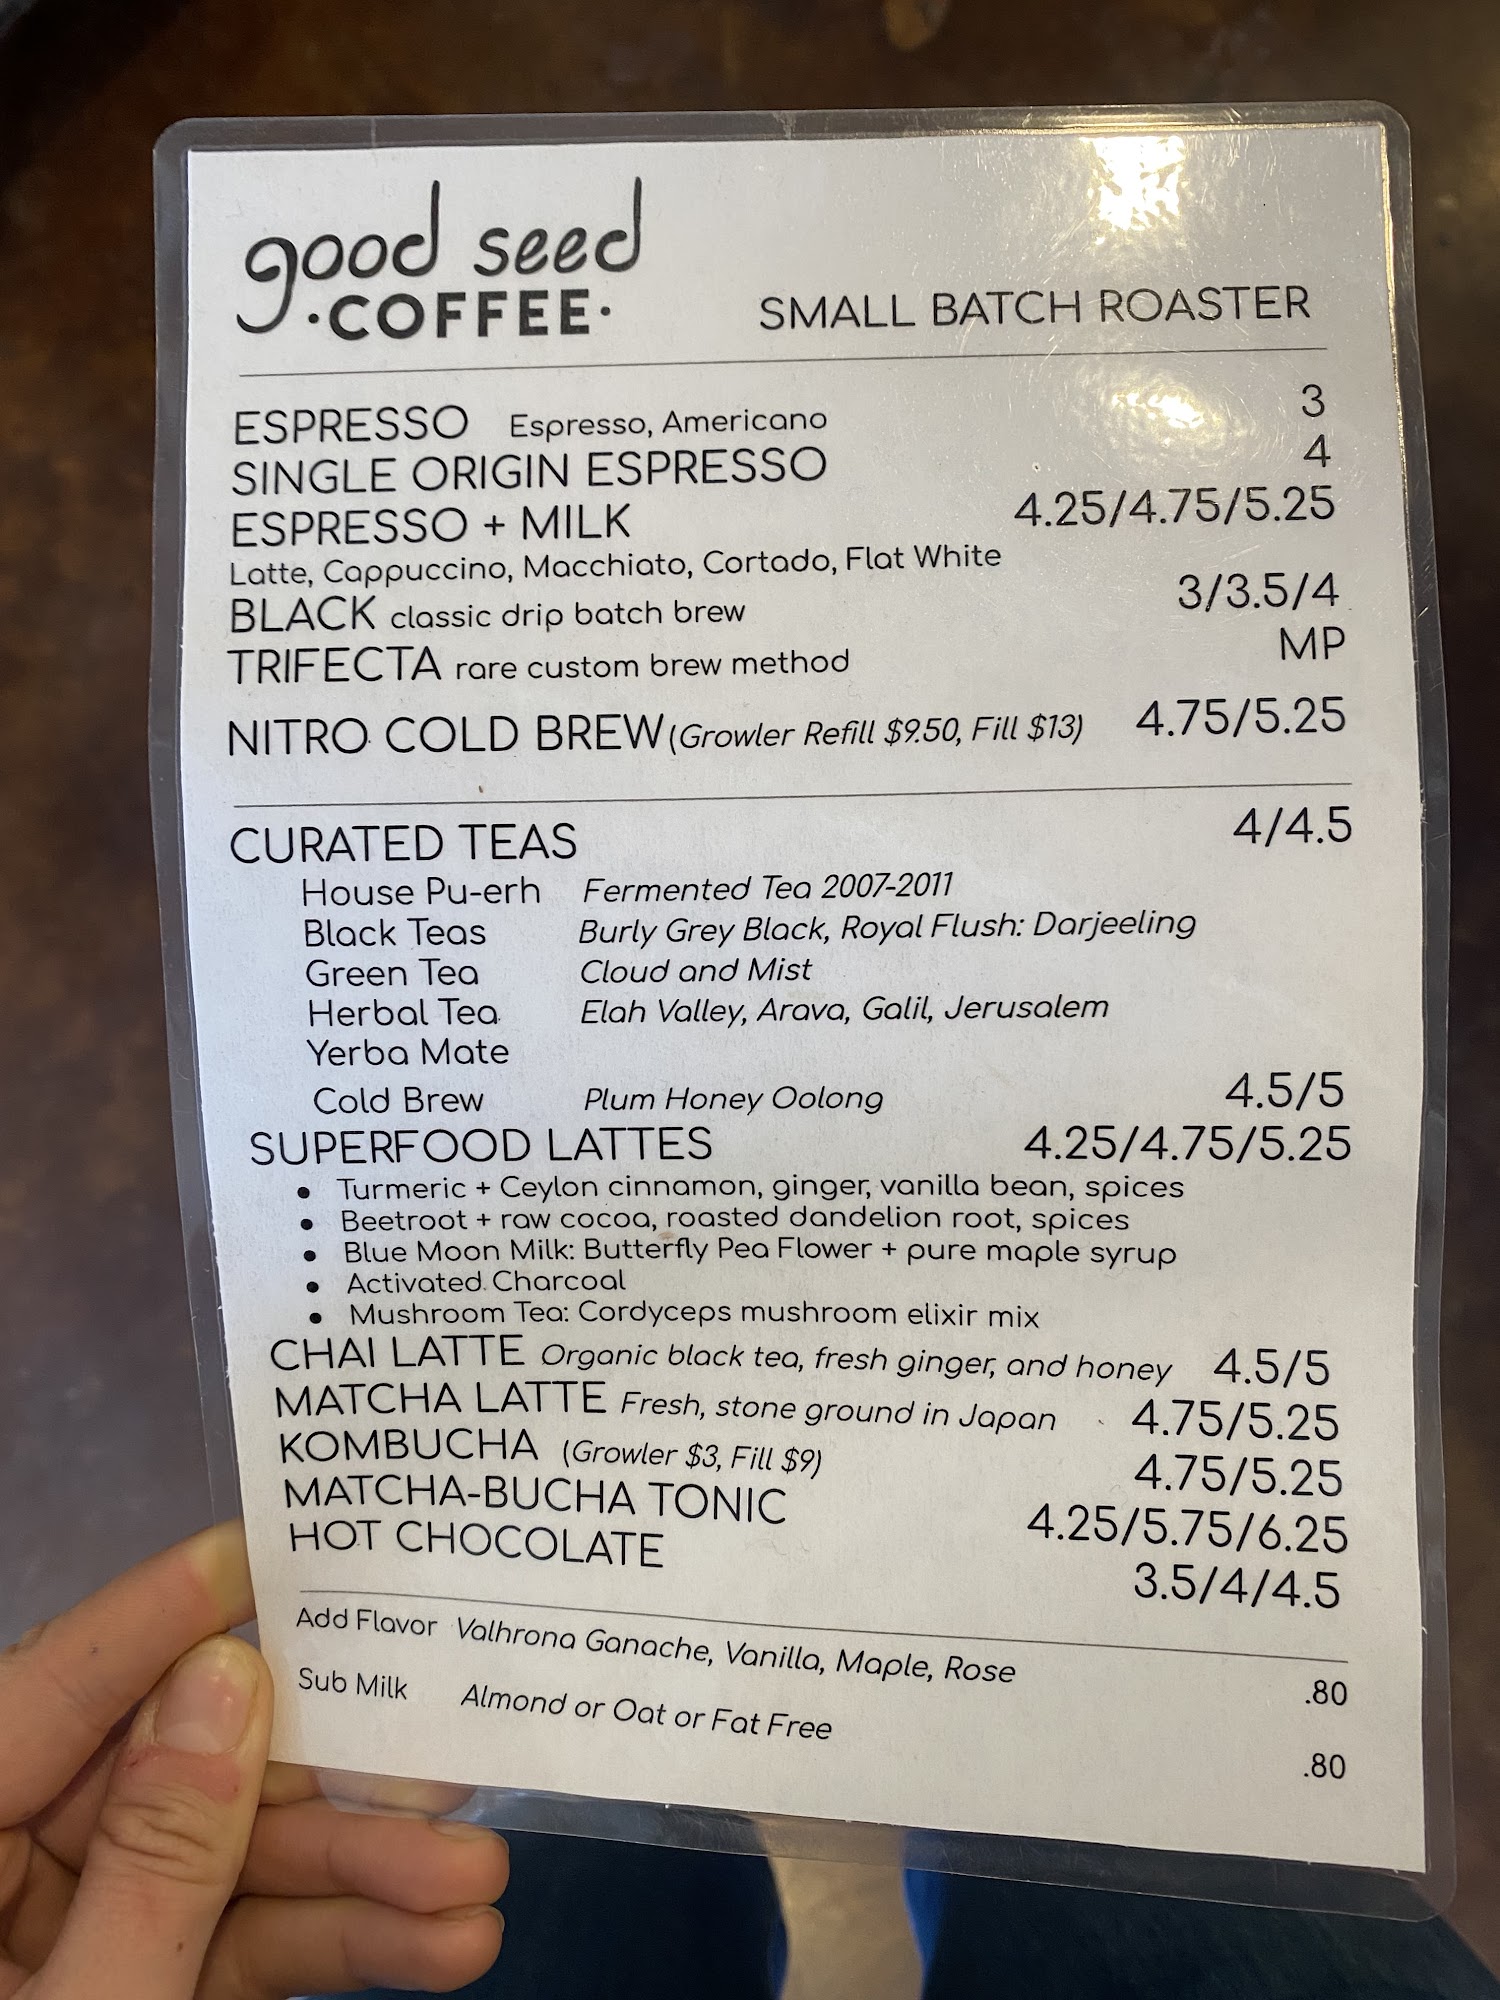 good seed
·COFFEE·
SMALL BATCH ROASTER
ESPRESSO Espresso, Americano 3
SINGLE ORIGIN ESPRESSO 4
ESPRESSO + MILK 4.25/4.75/5.25
Latte, Cappuccino, Macchiato, Cortado, Flat White
BLACK classic drip batch brew 3/3.5/4
TRIFECTA rare custom brew method MP
NITRO COLD BREW (Growler Refill $9.50, Fill $13) 4.75/5.25
CURATED TEAS 4/4.5
House Pu-erh Fermented Tea 2007-2011
Black Teas Burly Grey Black, Royal Flush: Darjeeling
Green Tea Cloud and Mist
Herbal Tea Elah Valley, Arava, Galil, Jerusalem
Yerba Mate
Cold Brew Plum Honey Oolong 4.5/5
SUPERFOOD LATTES 4.25/4.75/5.25
• Turmeric + Ceylon cinnamon, ginger, vanilla bean, spices
• Beetroot + raw cocoa, roasted dandelion root, spices
• Blue Moon Milk: Butterfly Pea Flower + pure maple syrup
• Activated Charcoal
• Mushroom Tea: Cordyceps mushroom elixir mix
CHAI LATTE Organic black tea, fresh ginger, and honey 4.5/5
MATCHA LATTE Fresh, stone ground in Japan 4.75/5.25
KOMBUCHA (Growler $3, Fill $9) 4.75/5.25
MATCHA-BUCHA TONIC 4.25/5.75/6.25
HOT CHOCOLATE 3.5/4/4.5
Add Flavor Valhrona Ganache, Vanilla, Maple, Rose .80
Sub Milk Almond or Oat or Fat Free .80